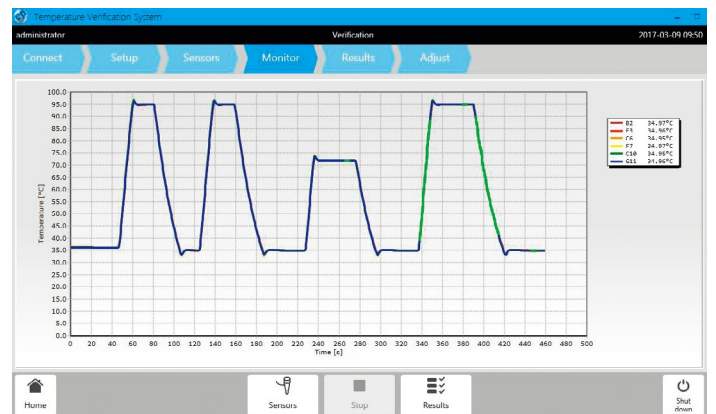 Temperature Verification System
administrator Verification 2017-03-09 09:50
Connect Setup Sensors Monitor Results Adjust
100.0
95.0
90.0
85.0
80.0
75.0
70.0
65.0
60.0
55.0
50.0
45.0
40.0
35.0
30.0
25.0
20.0
15.0
10.0
5.0
0.0
Temperature [°C]
0 20 40 60 80 100 120 140 160 180 200 220 240 260 280 300 320 340 360 380 400 420 440 460 480 500
Time [s]
B2 34.97°C
F3 34.96°C
C6 34.95°C
F7 34.97°C
C10 34.96°C
G11 34.96°C
Home Sensors Stop Results Shut down